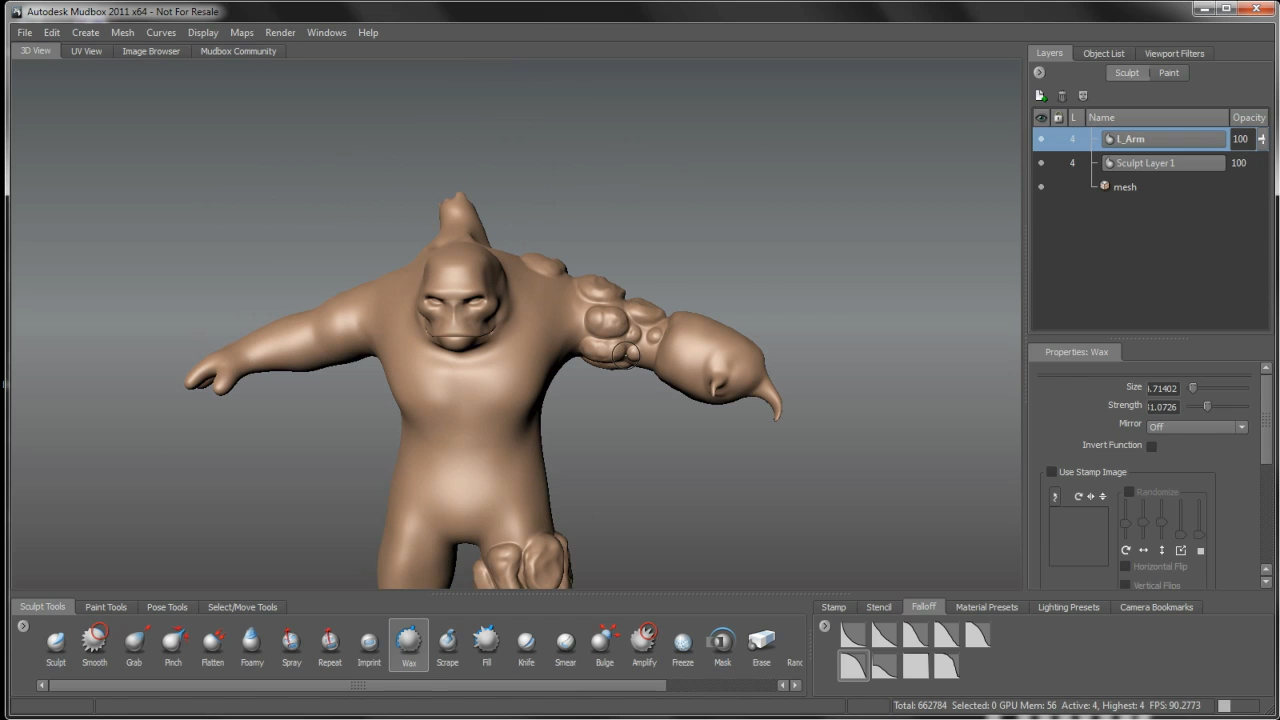 Autodesk Mudbox 2011 x64 - Not For Resale
File Edit Create Mesh Curves Display Maps Render Windows Help
3D View UV View Image Browser Mudbox Community
Layers Object List Viewport Filters
Sculpt Paint
L Name Opacity
4 L_Arm 100
4 Sculpt Layer 1 100
mesh
Properties: Wax
Size .71402
Strength 31.0726
Mirror Off
Invert Function
Use Stamp Image
Randomize
Horizontal Flip
Vertical Flips
Sculpt Tools Paint Tools Pose Tools Select/Move Tools
Stamp Stencil Falloff Material Presets Lighting Presets Camera Bookmarks
Sculpt Smooth Grab Pinch Flatten Foamy Spray Repeat Imprint Wax Scrape Fill Knife Smear Bulge Amplify Freeze Mask Erase
Total: 662784 Selected: 0 GPU Mem: 56 Active: 4, Highest: 4 FPS: 90.2773